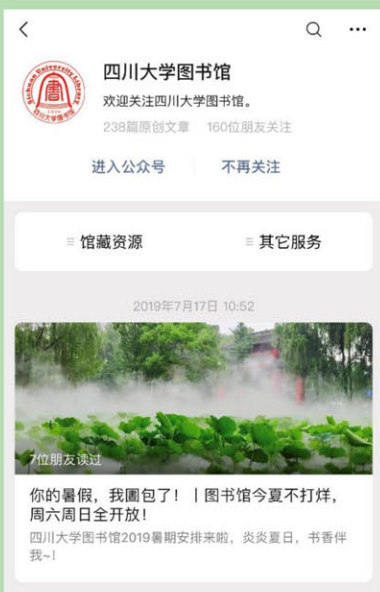 四川大学图书馆
欢迎关注四川大学图书馆。
238篇原创文章 160位朋友关注
进入公众号 不再关注
馆藏资源 其它服务
2019年7月17日 10:52
7位朋友读过
你的暑假，我圕包了！丨图书馆今夏不打烊，
周六周日全开放！
四川大学图书馆2019暑期安排来啦，炎炎夏日，书香伴
我~！